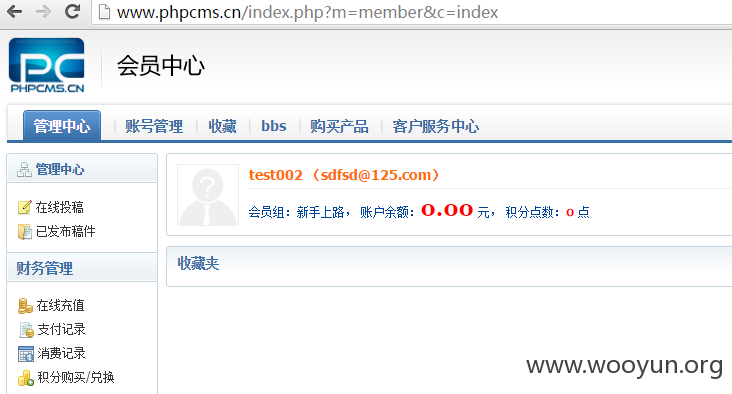 www.phpcms.cn/index.php?m=member&c=index
PC
PHPCMS.CN
会员中心
管理中心 账号管理 收藏 bbs 购买产品 客户服务中心
管理中心
在线投稿
已发布稿件
财务管理
在线充值
支付记录
消费记录
积分购买/兑换
test002（sdfsd@125.com）
会员组：新手上路， 账户余额：0.00 元， 积分点数：0 点
收藏夹
www.wooyun.org